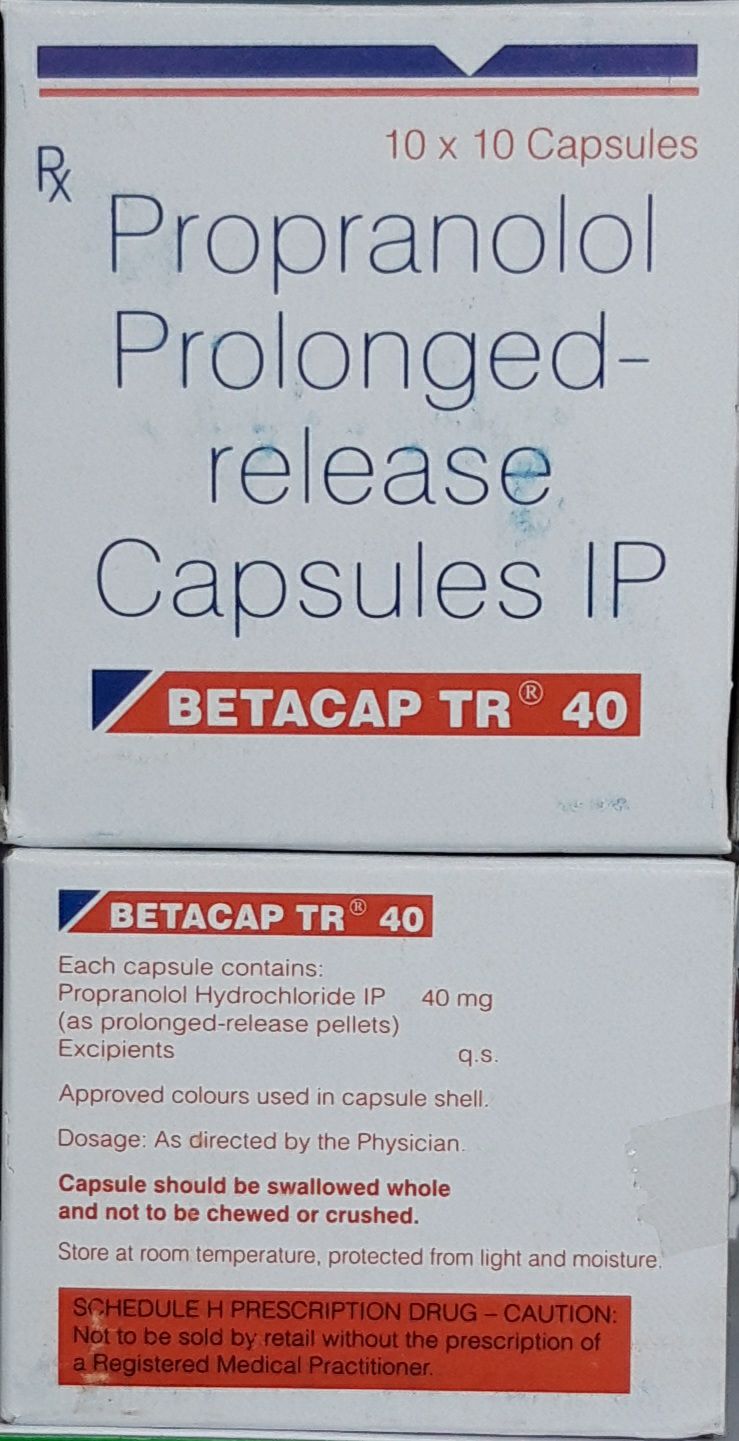 10 x 10 Capsules
Rx
Propranolol
Prolonged-
release
Capsules IP
BETACAP TR® 40
BETACAP TR® 40
Each capsule contains:
Propranolol Hydrochloride IP 40 mg
(as prolonged-release pellets)
Excipients q.s.
Approved colours used in capsule shell.
Dosage: As directed by the Physician.
Capsule should be swallowed whole
and not to be chewed or crushed.
Store at room temperature, protected from light and moisture.
SCHEDULE H PRESCRIPTION DRUG – CAUTION:
Not to be sold by retail without the prescription of
a Registered Medical Practitioner.